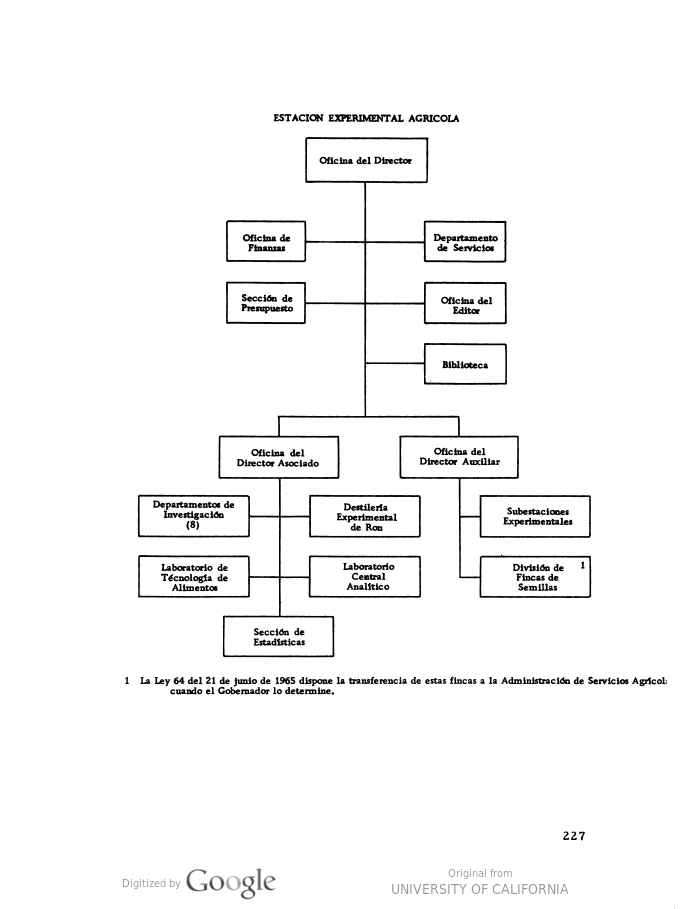 ESTACION EXPERIMENTAL AGRICOLA
Oficina del Director
Oficina de
Finanzas
Departamento
de Servicios
Sección de
Presupuesto
Oficina del
Editor
Biblioteca
Oficina del
Director Asociado
Oficina del
Director Auxiliar
Departamentos de
Investigación
(8)
Destilería
Experimental
de Ron
Subestaciones
Experimentales
Laboratorio de
Técnología de
Alimentos
Laboratorio
Central
Analítico
División de 1
Fincas de
Semillas
Sección de
Estadísticas
1 La Ley 64 del 21 de junio de 1965 dispone la transferencia de estas fincas a la Administración de Servicios
cuando el Gobernador lo determine.
227
Digitized by Google
Original from
UNIVERSITY OF CALIFORNIA